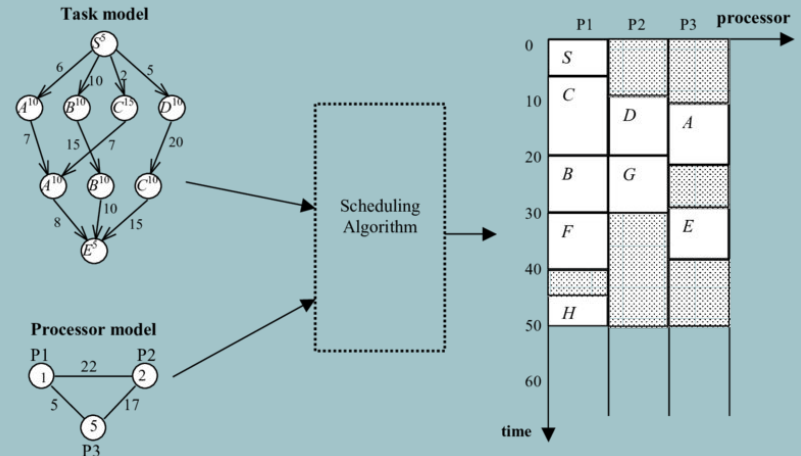 Task model
S5
6
10
2
5
A10
B10
C15
D10
7
15
7
20
A10
B10
C10
8
10
15
E5
Processor model
P1
P2
22
1
2
5
17
5
P3
Scheduling
Algorithm
processor
P1 P2 P3
0
10
20
30
40
50
60
S
C
D
A
B
G
F
E
H
time